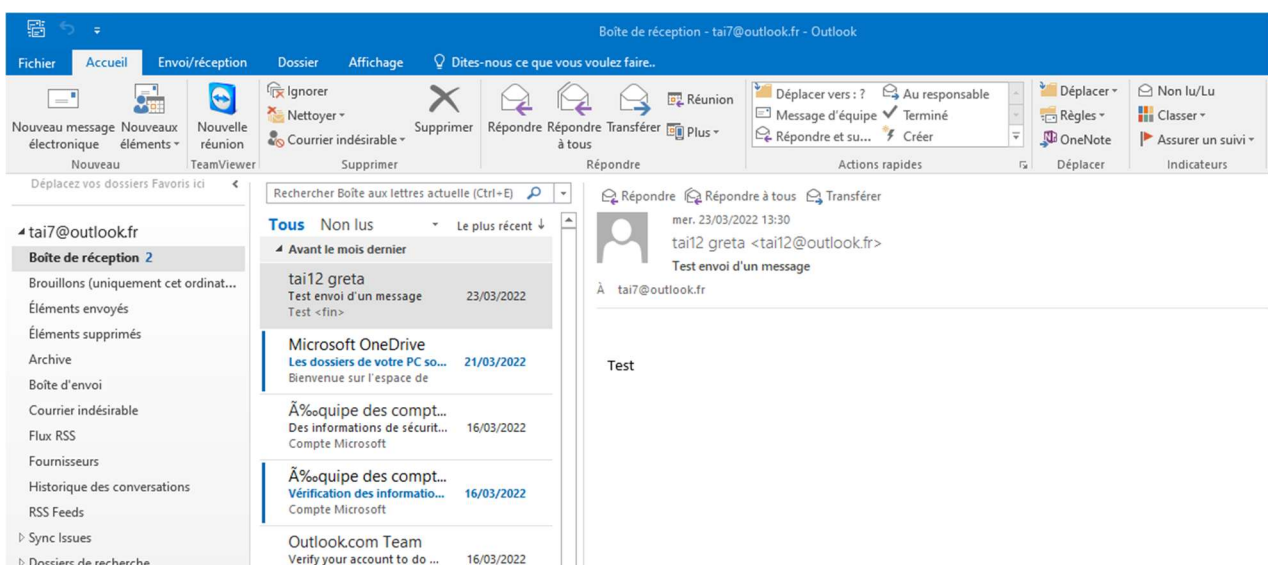 Boîte de réception - tai7@outlook.fr - Outlook
Fichier Accueil Envoi/réception Dossier Affichage Dites-nous ce que vous voulez faire..
Nouveau message électronique
Nouveaux éléments
Nouvelle réunion
Nouveau
TeamViewer
Ignorer
Nettoyer
Courrier indésirable
Supprimer
Supprimer
Répondre
Répondre à tous
Transférer
Réunion
Plus
Répondre
Déplacer vers : ?
Message d'équipe
Répondre et su...
Au responsable
Terminé
Créer
Actions rapides
Déplacer
Règles
OneNote
Déplacer
Non lu/Lu
Classer
Assurer un suivi
Indicateurs
Déplacez vos dossiers Favoris ici
tai7@outlook.fr
Boîte de réception 2
Brouillons (uniquement cet ordinat...
Éléments envoyés
Éléments supprimés
Archive
Boîte d'envoi
Courrier indésirable
Flux RSS
Fournisseurs
Historique des conversations
RSS Feeds
Sync Issues
Dossiers de recherche
Rechercher Boîte aux lettres actuelle (Ctrl+E)
Tous Non lus Le plus récent
Avant le mois dernier
tai12 greta
Test envoi d'un message 23/03/2022
Test <fin>
Microsoft OneDrive
Les dossiers de votre PC so... 21/03/2022
Bienvenue sur l'espace de
Ã‰quipe des compt...
Des informations de sécurit... 16/03/2022
Compte Microsoft
Ã‰quipe des compt...
Vérification des informatio... 16/03/2022
Compte Microsoft
Outlook.com Team
Verify your account to do ... 16/03/2022
Répondre Répondre à tous Transférer
mer. 23/03/2022 13:30
tai12 greta <tai12@outlook.fr>
Test envoi d'un message
À tai7@outlook.fr
Test